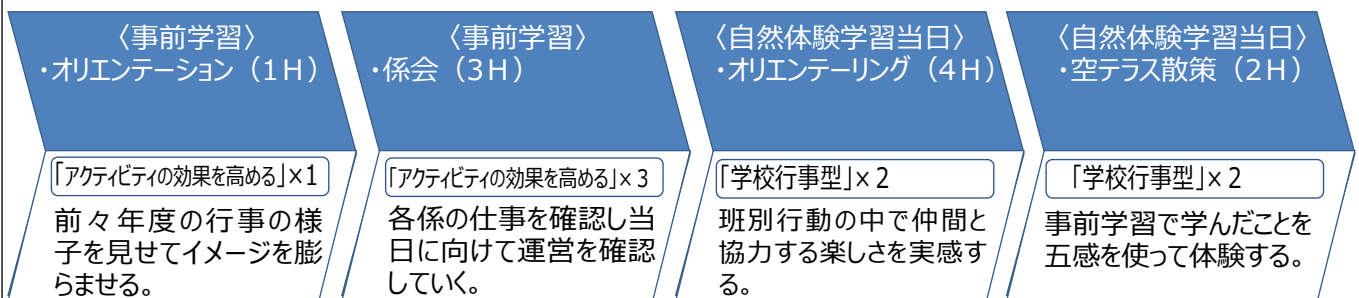 〈事前学習〉
・オリエンテーション（1Ｈ）
「アクティビティの効果を高める」×1
前々年度の行事の様
子を見せてイメージを膨
らませる。
〈事前学習〉
・係会（3Ｈ）
「アクティビティの効果を高める」×３
各係の仕事を確認し当
日に向けて運営を確認
していく。
〈自然体験学習当日〉
・オリエンテーリング（４Ｈ）
「学校行事型」×２
班別行動の中で仲間と
協力する楽しさを実感す
る。
〈自然体験学習当日〉
・空テラス散策（２Ｈ）
「学校行事型」×２
事前学習で学んだことを
五感を使って体験する。